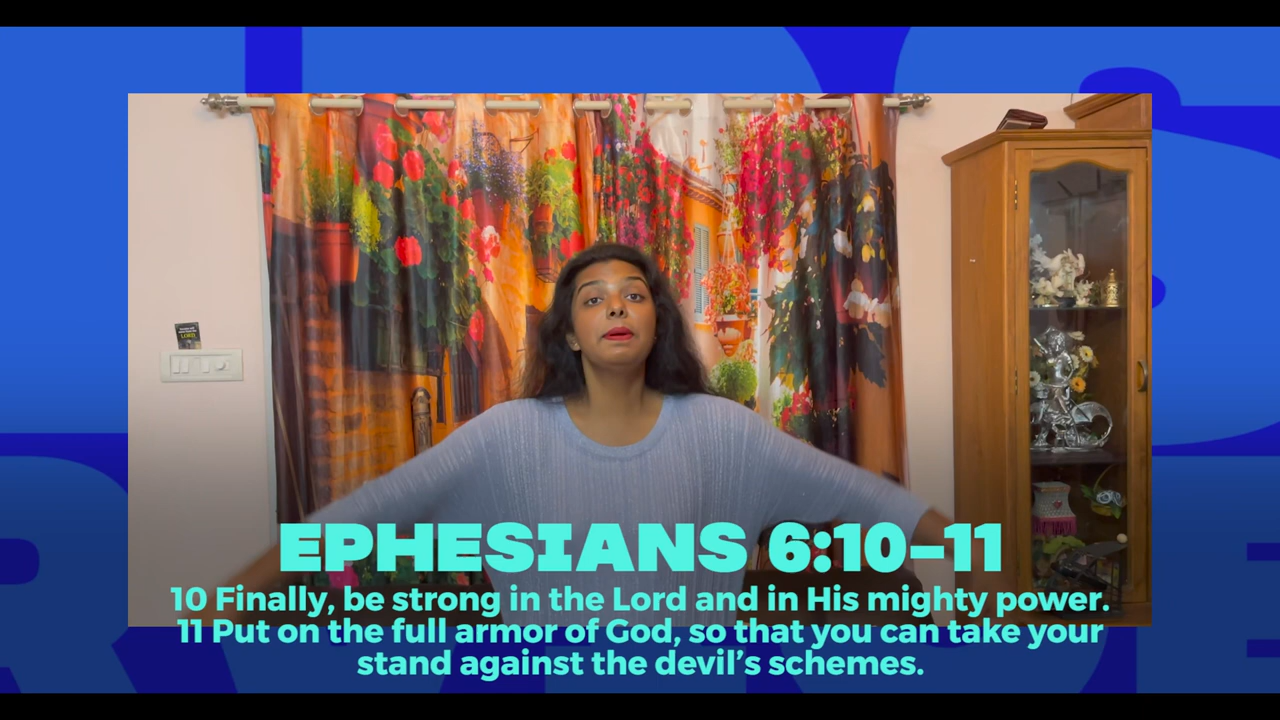 EPHESIANS 6:10–11
10 Finally, be strong in the Lord and in His mighty power.
11 Put on the full armor of God, so that you can take your
stand against the devil’s schemes.